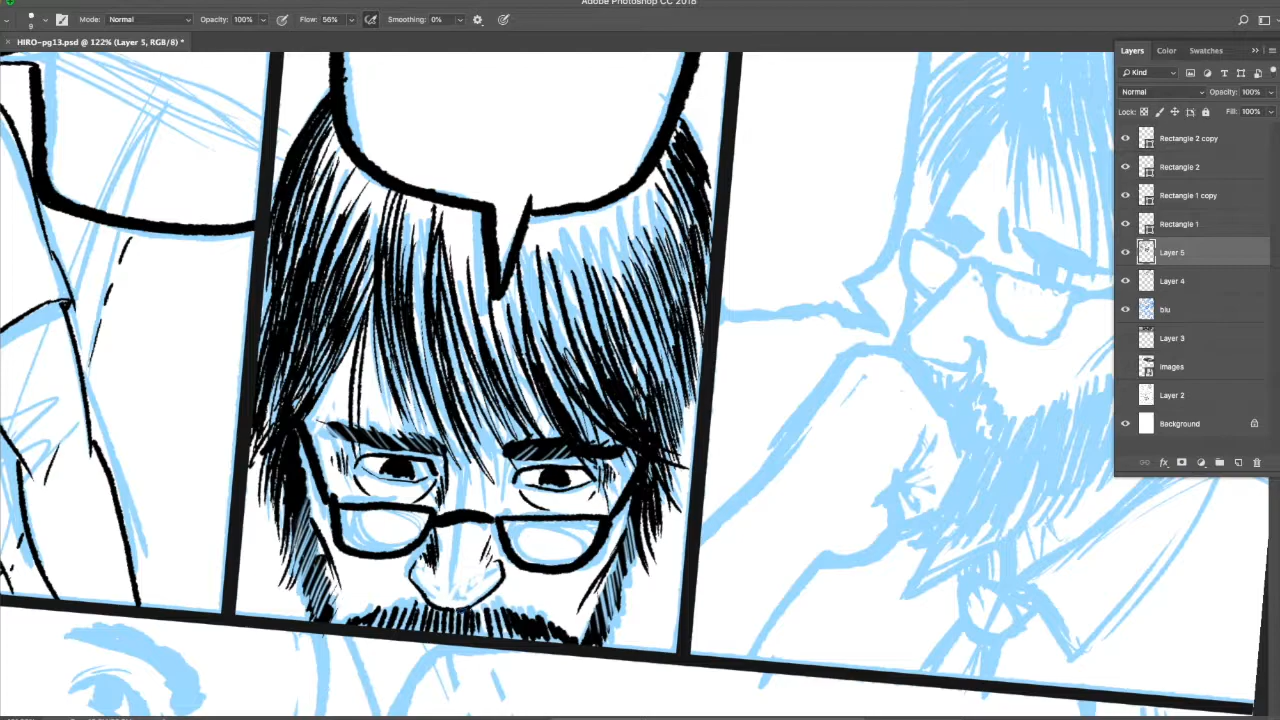 Adobe Photoshop CC 2018
9 Mode: Normal Opacity: 100% Flow: 56% Smoothing: 0%
× HIRO-pg13.psd @ 122% (Layer 5, RGB/8) *
Layers Color Swatches
Kind
Normal Opacity: 100%
Lock: Fill: 100%
Rectangle 2 copy
Rectangle 2
Rectangle 1 copy
Rectangle 1
Layer 5
Layer 4
blu
Layer 3
Images
Layer 2
Background